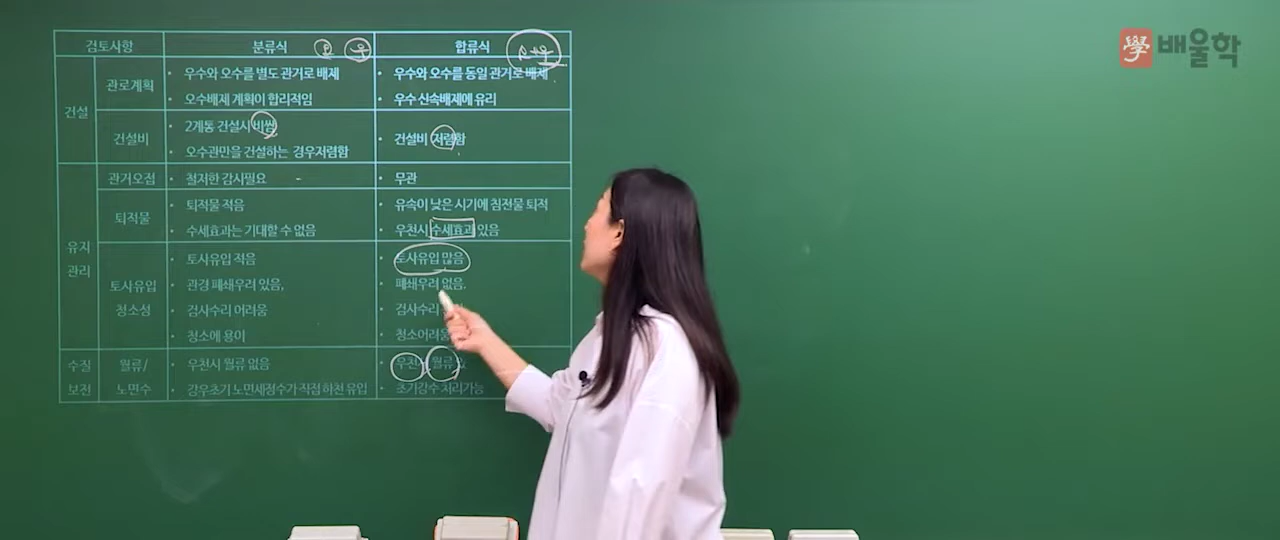 學 배울학
검토사항 분류식 오 우 합류식 우+오
건설 관로계획 • 우수와 오수를 별도 관거로 배제 • 우수와 오수를 동일 관거로 배제
• 오수배제 계획이 합리적임 • 우수 신속배제에 유리
건설비 • 2계통 건설시 비쌈 • 건설비 저렴함
• 오수관만을 건설하는 경우저렴함
유지관리 관거오접 • 철저한 감시필요 • 무관
퇴적물 • 퇴적물 적음 • 유속이 낮은 시기에 침전물 퇴적
• 수세효과는 기대할 수 없음 • 우천시 수세효과 있음
토사유입 청소성 • 토사유입 적음 • 토사유입 많음
• 관경 폐쇄우려 있음, • 폐쇄우려 없음.
• 검사수리 어려움 • 검사수리
• 청소에 용이 • 청소어려움
수질보전 월류/노면수 • 우천시 월류 없음 • 우천시 월류
• 강우초기 노면세정수가 직접 하천 유입 • 초기강수 처리가능